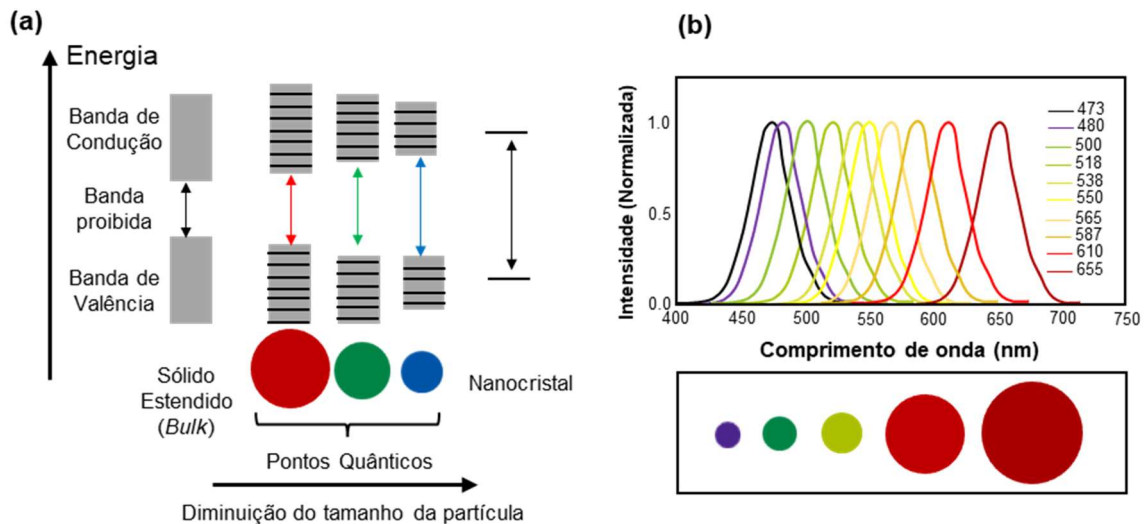 (a)
Energia
Banda de
Condução
Banda
proibida
Banda de
Valência
Sólido
Estendido
(Bulk)
Nanocristal
Pontos Quânticos
Diminuição do tamanho da partícula
(b)
Intensidade (Normalizada)
1.0
0.5
0.0
473
480
500
518
538
550
565
587
610
655
400 450 500 550 600 650 700 750
Comprimento de onda (nm)